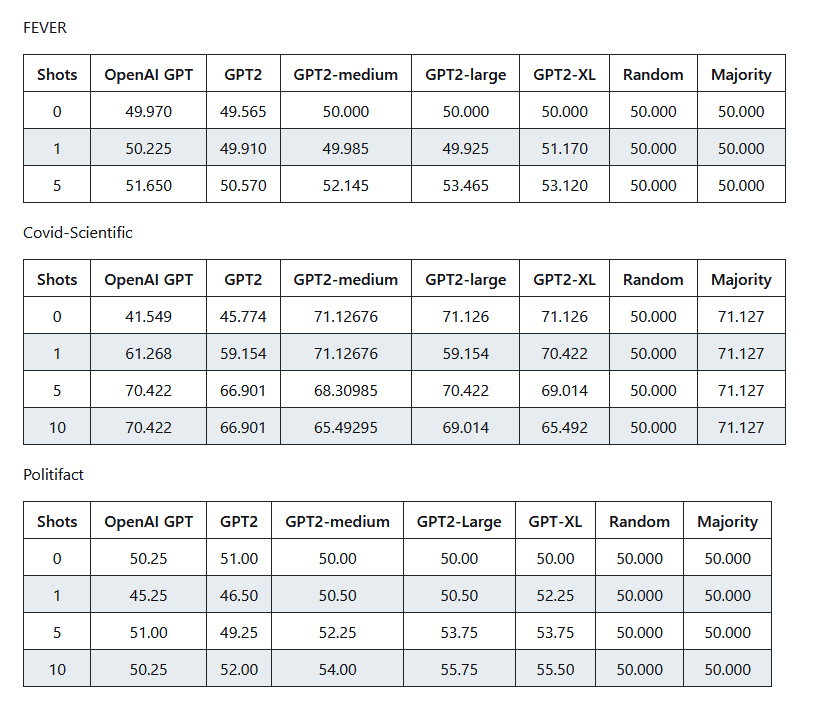 FEVER
Shots OpenAI GPT GPT2 GPT2-medium GPT2-large GPT2-XL Random Majority
0 49.970 49.565 50.000 50.000 50.000 50.000 50.000
1 50.225 49.910 49.985 49.925 51.170 50.000 50.000
5 51.650 50.570 52.145 53.465 53.120 50.000 50.000
Covid-Scientific
Shots OpenAI GPT GPT2 GPT2-medium GPT2-large GPT2-XL Random Majority
0 41.549 45.774 71.12676 71.126 71.126 50.000 71.127
1 61.268 59.154 71.12676 59.154 70.422 50.000 71.127
5 70.422 66.901 68.30985 70.422 69.014 50.000 71.127
10 70.422 66.901 65.49295 69.014 65.492 50.000 71.127
Politifact
Shots OpenAI GPT GPT2 GPT2-medium GPT2-Large GPT-XL Random Majority
0 50.25 51.00 50.00 50.00 50.00 50.000 50.000
1 45.25 46.50 50.50 50.50 52.25 50.000 50.000
5 51.00 49.25 52.25 53.75 53.75 50.000 50.000
10 50.25 52.00 54.00 55.75 55.50 50.000 50.000